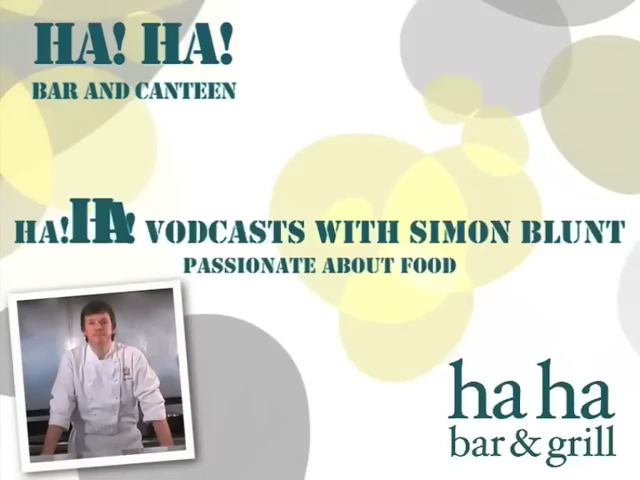 HA! HA!
BAR AND CANTEEN
HA! HA! VODCASTS WITH SIMON BLUNT
PASSIONATE ABOUT FOOD
ha ha
bar & grill